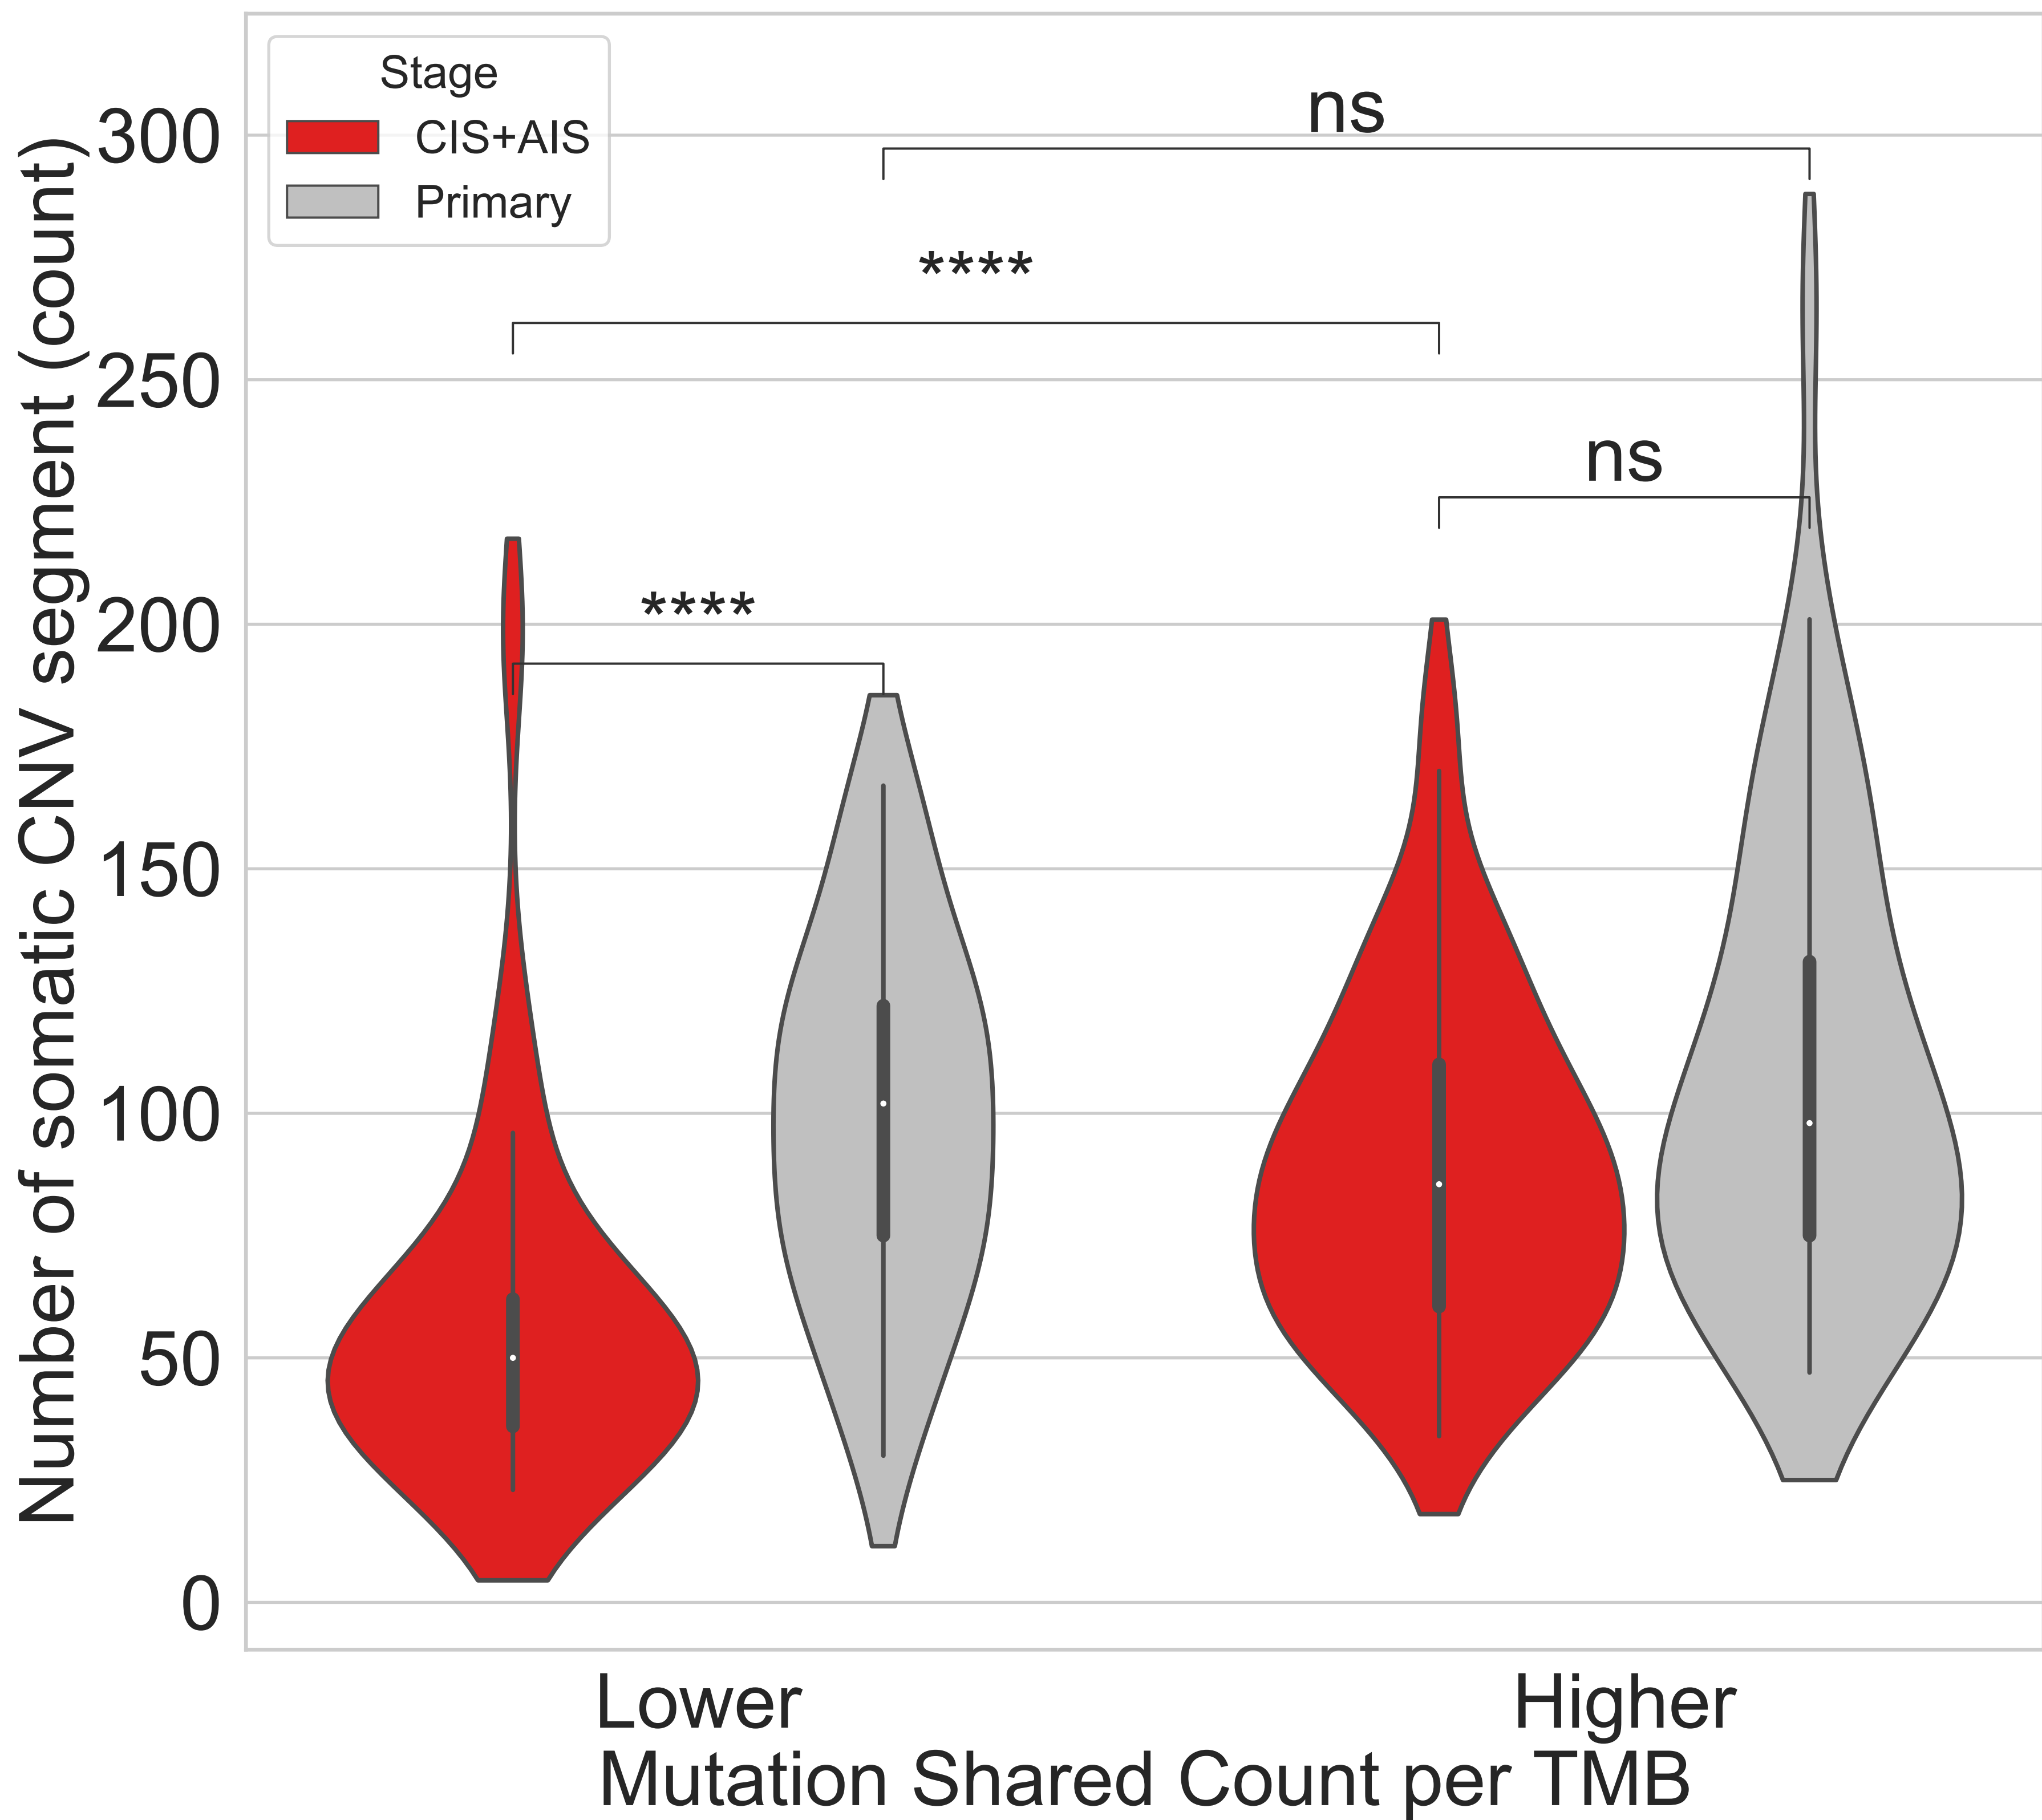 Stage
CIS+AIS
Primary
ns
****
ns
****
300
250
200
150
100
50
0
Number of somatic CNV segment (count)
Lower
Higher
Mutation Shared Count per TMB